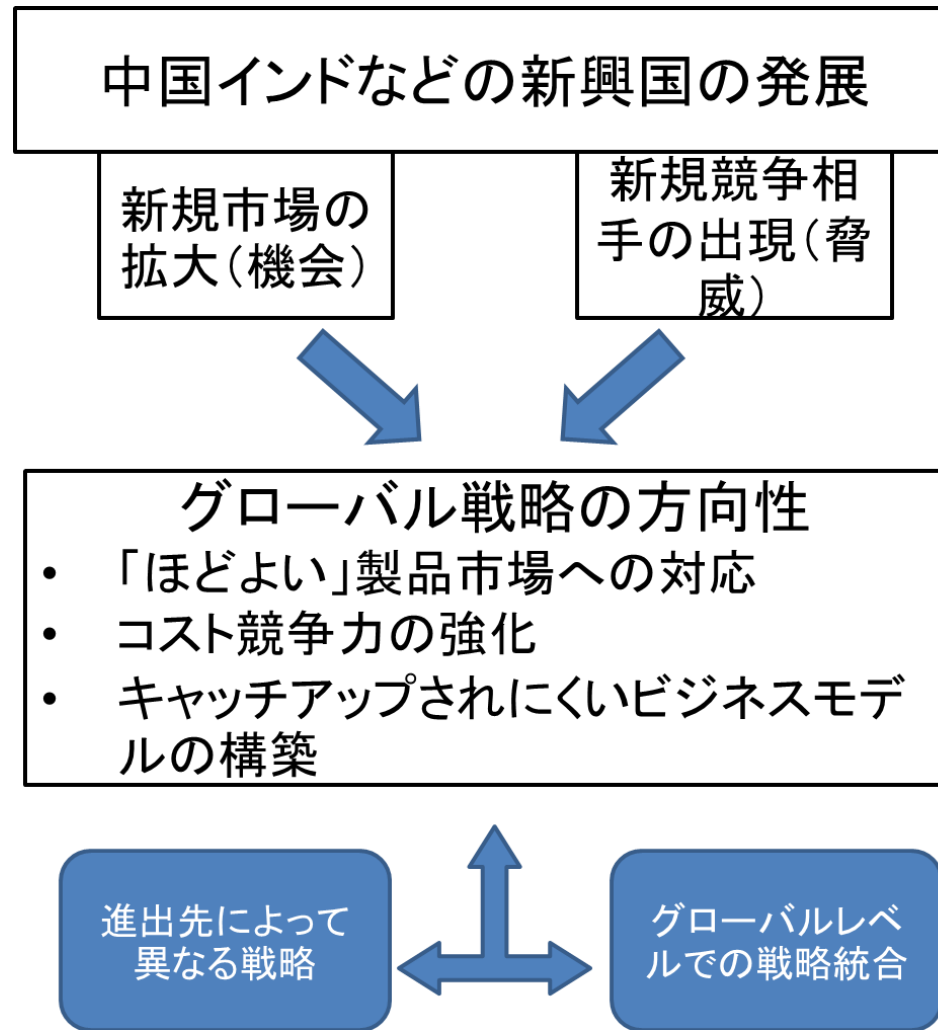 中国インドなどの新興国の発展
新規市場の
拡大(機会)
新規競争相
手の出現(脅
威)
グローバル戦略の方向性
• 「ほどよい」製品市場への対応
• コスト競争力の強化
• キャッチアップされにくいビジネスモデ
ルの構築
進出先によって
異なる戦略
グローバルレベ
ルでの戦略統合